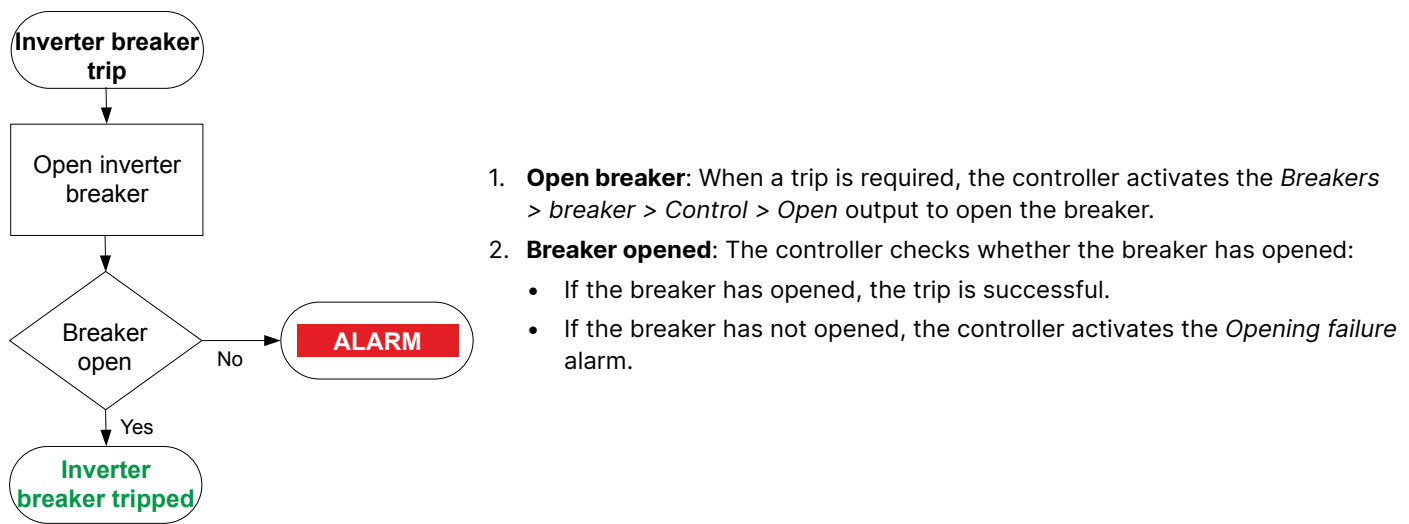 Inverter breaker
trip
Open inverter
breaker
Breaker
open
No
ALARM
Yes
Inverter
breaker tripped
1. Open breaker: When a trip is required, the controller activates the Breakers
> breaker > Control > Open output to open the breaker.
2. Breaker opened: The controller checks whether the breaker has opened:
• If the breaker has opened, the trip is successful.
• If the breaker has not opened, the controller activates the Opening failure
alarm.